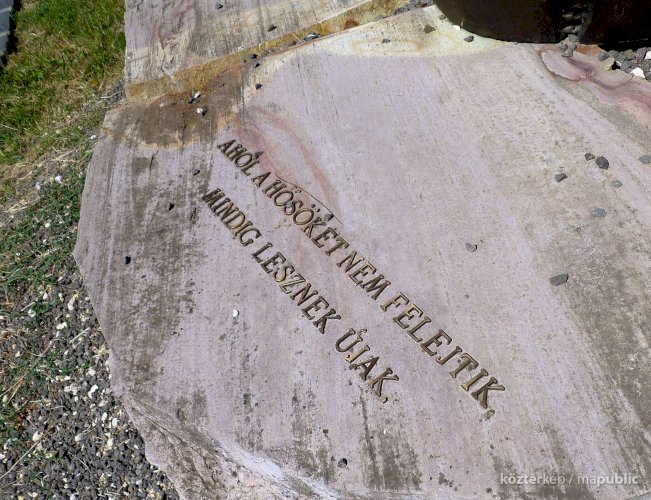 AHOL A HŐSÖKET NEM FELEJTIK,
MINDIG LESZNEK ÚJAK,
köztérkép / mapublic